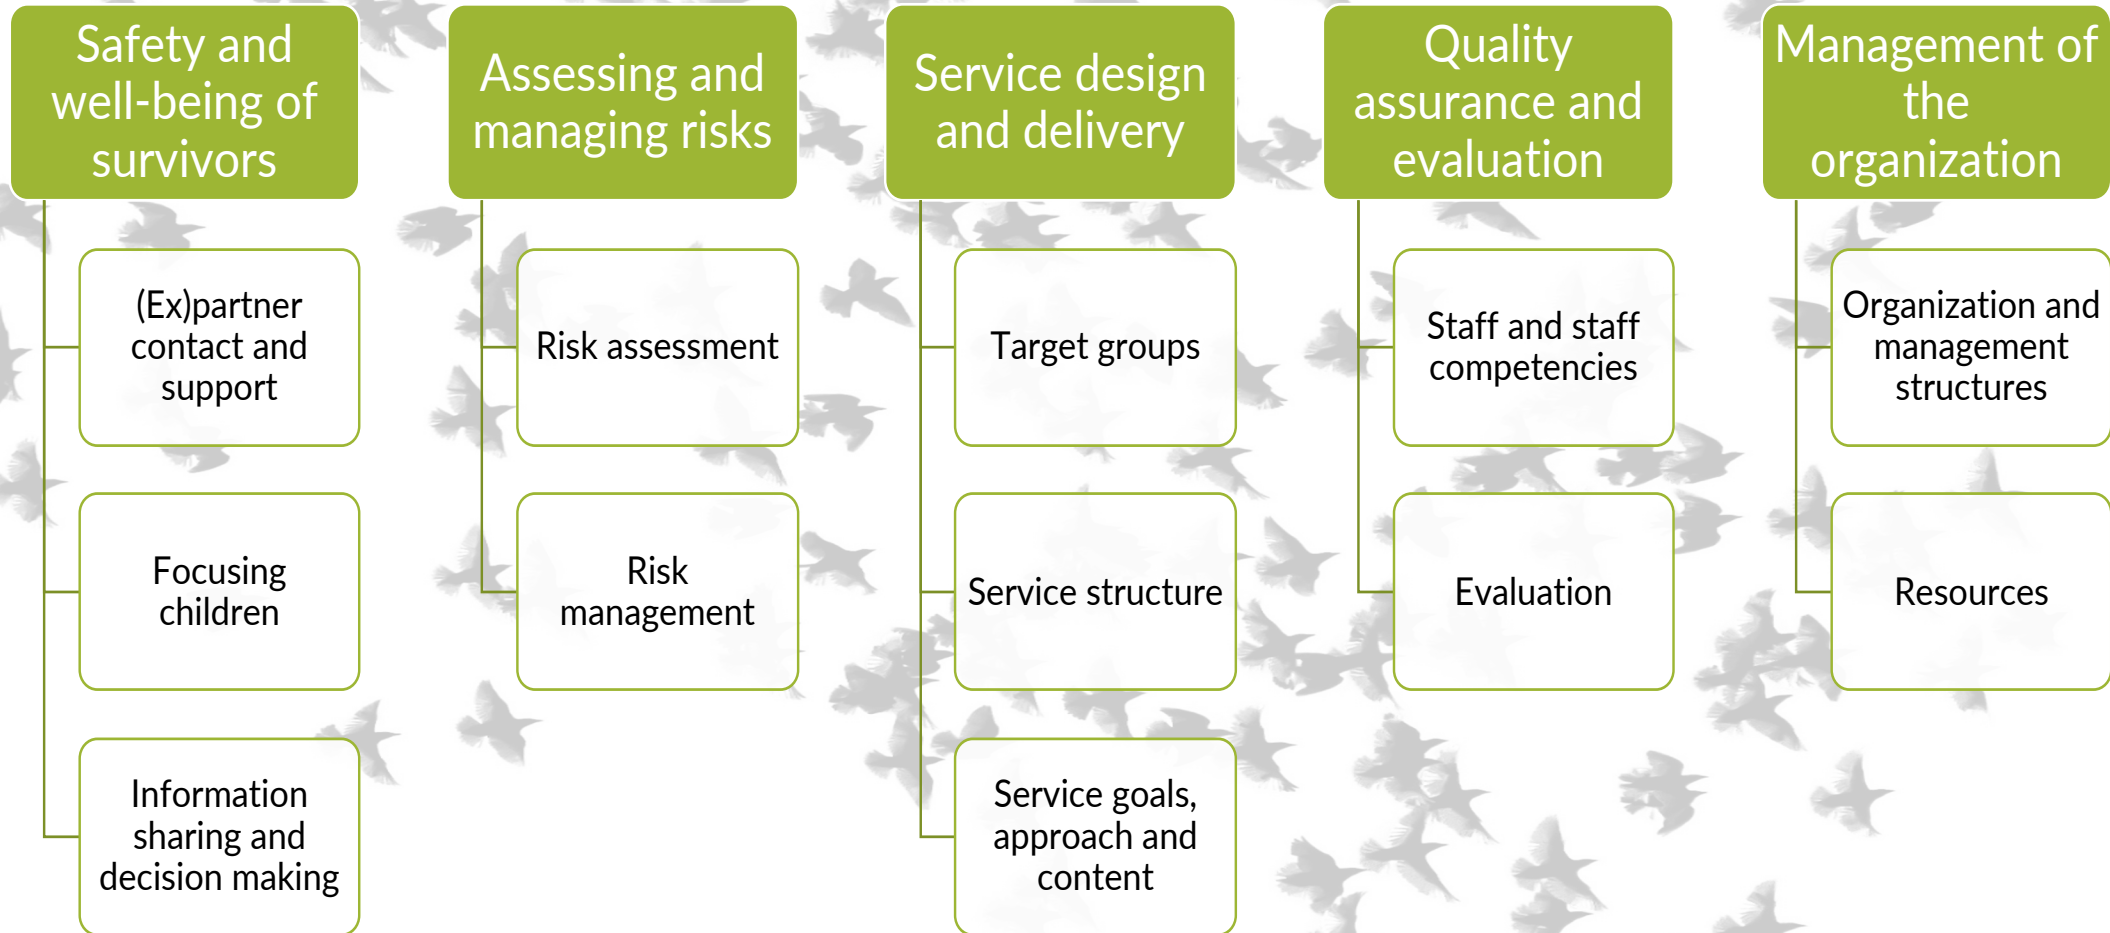 Safety and
well-being of
survivors
(Ex)partner
contact and
support
Focusing
children
Information
sharing and
decision making
Assessing and
managing risks
Risk assessment
Risk
management
Service design
and delivery
Target groups
Service structure
Service goals,
approach and
content
Quality
assurance and
evaluation
Staff and staff
competencies
Evaluation
Management of
the
organization
Organization and
management
structures
Resources